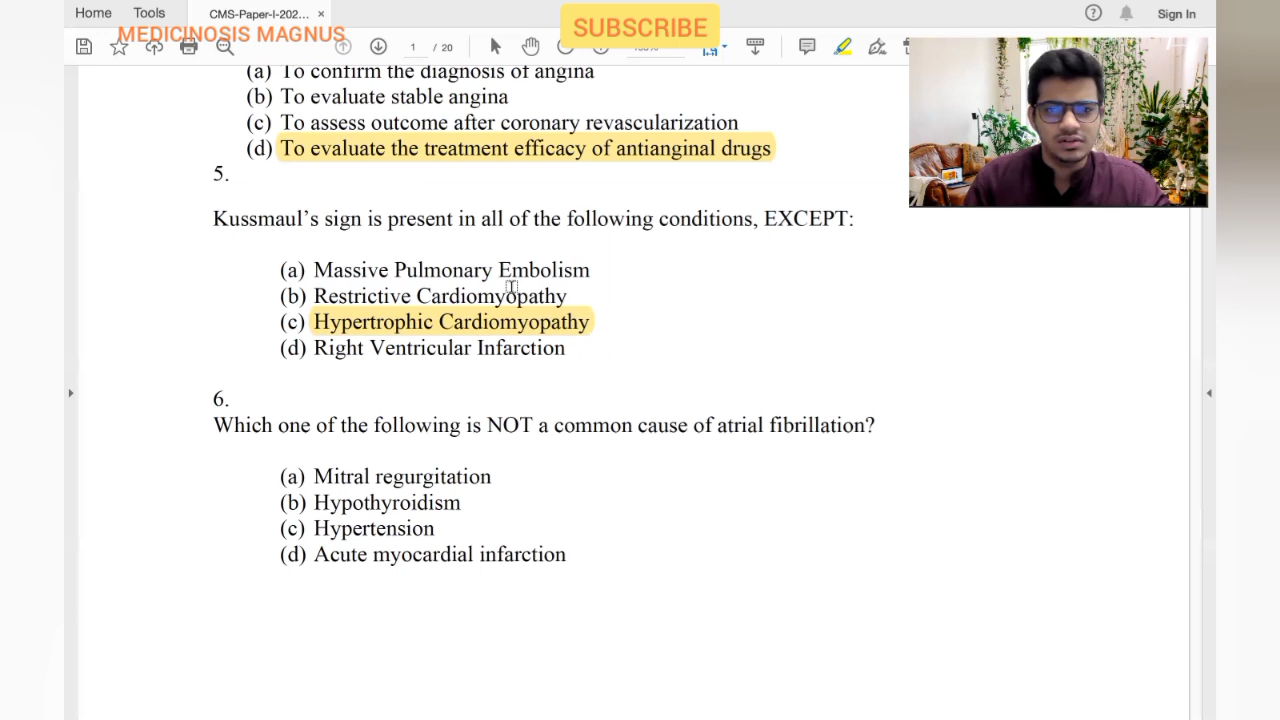 Home Tools CMS-Paper-I-202... × Sign In
MEDICINOSIS MAGNUS
SUBSCRIBE
1 / 20
(a) To confirm the diagnosis of angina
(b) To evaluate stable angina
(c) To assess outcome after coronary revascularization
(d) To evaluate the treatment efficacy of antianginal drugs
5.
Kussmaul’s sign is present in all of the following conditions, EXCEPT:
(a) Massive Pulmonary Embolism
(b) Restrictive Cardiomyopathy
(c) Hypertrophic Cardiomyopathy
(d) Right Ventricular Infarction
6.
Which one of the following is NOT a common cause of atrial fibrillation?
(a) Mitral regurgitation
(b) Hypothyroidism
(c) Hypertension
(d) Acute myocardial infarction